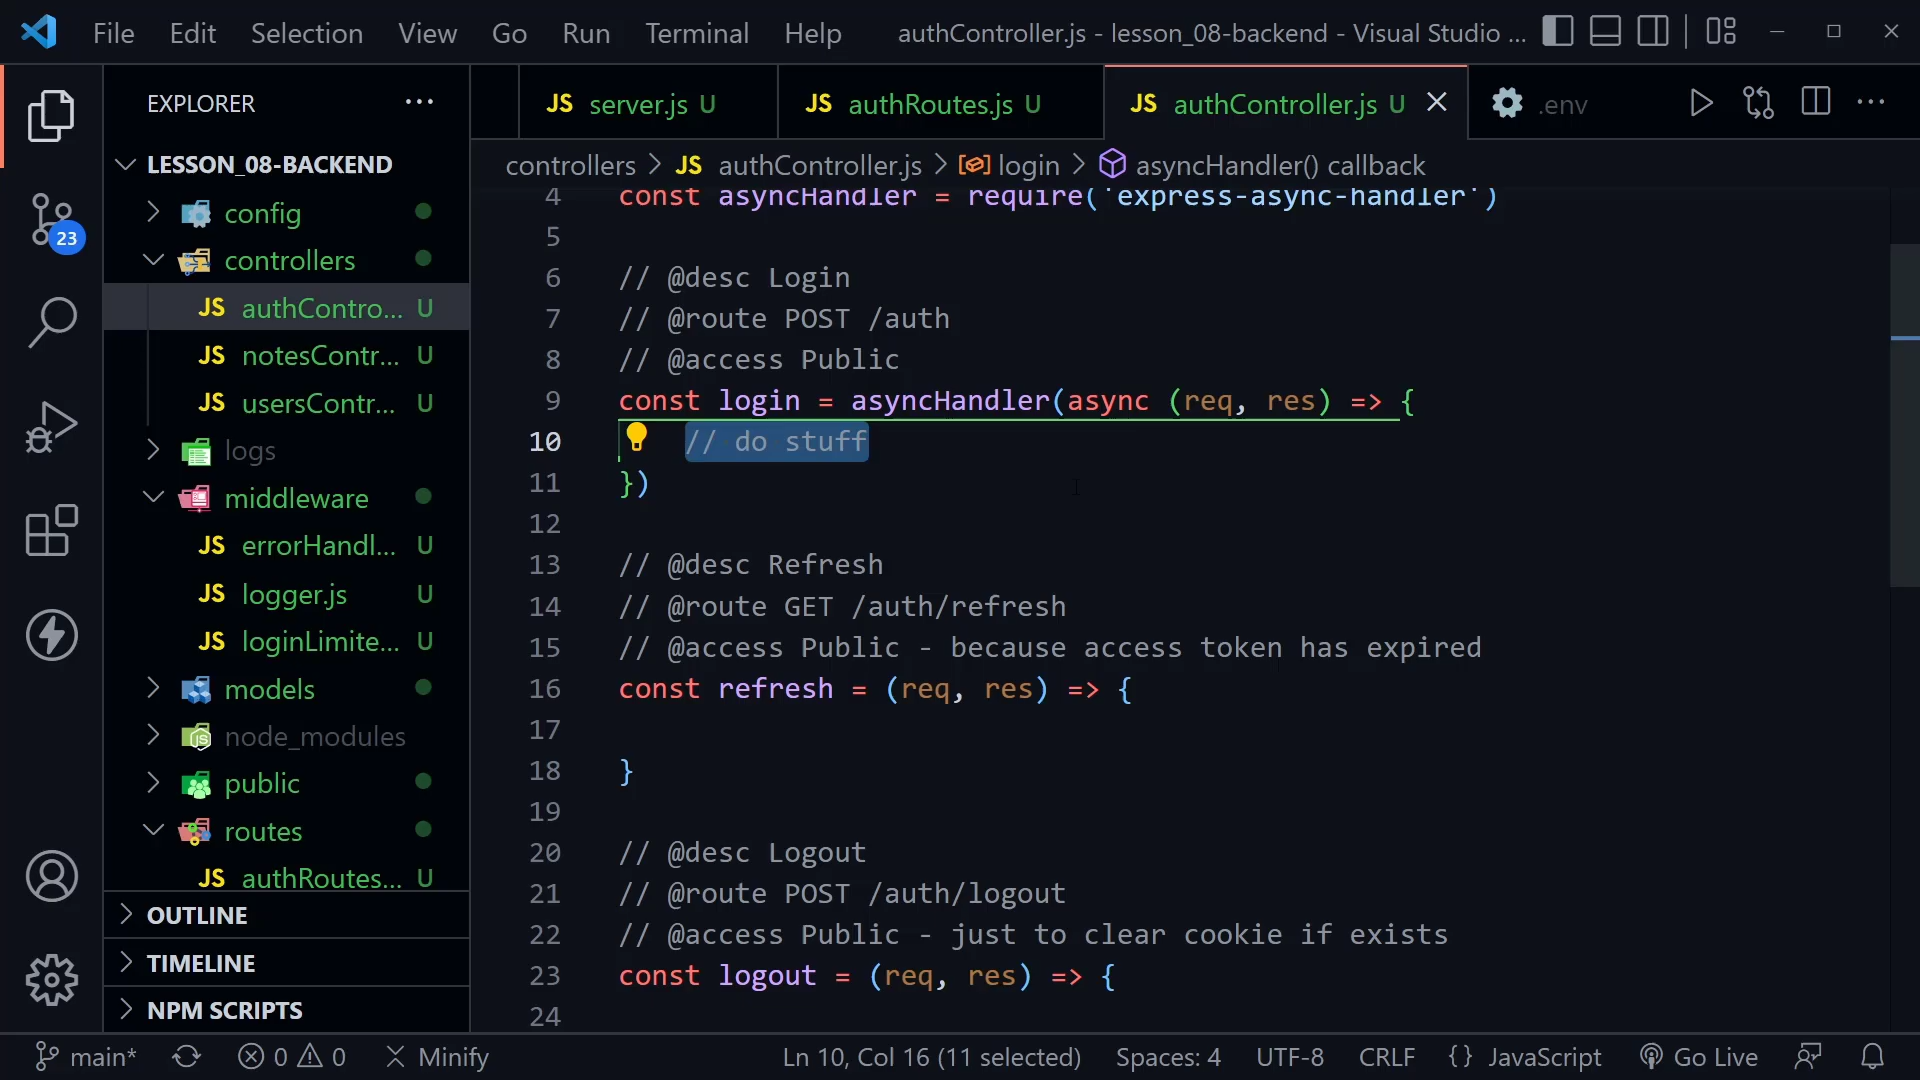 File Edit Selection View Go Run Terminal Help authController.js - lesson_08-backend - Visual Studio ...
EXPLORER ...
JS server.js U JS authRoutes.js U JS authController.js U .env
controllers > JS authController.js > login > asyncHandler() callback
LESSON_08-BACKEND
config
controllers
JS authContro... U
JS notesContr... U
JS usersContr... U
logs
middleware
JS errorHandl... U
JS logger.js U
JS loginLimite... U
models
node_modules
public
routes
JS authRoutes... U
OUTLINE
TIMELINE
NPM SCRIPTS
23
4 const asyncHandler = require('express-async-handler')
5
6 // @desc Login
7 // @route POST /auth
8 // @access Public
9 const login = asyncHandler(async (req, res) => {
10 // do stuff
11 })
12
13 // @desc Refresh
14 // @route GET /auth/refresh
15 // @access Public - because access token has expired
16 const refresh = (req, res) => {
17
18 }
19
20 // @desc Logout
21 // @route POST /auth/logout
22 // @access Public - just to clear cookie if exists
23 const logout = (req, res) => {
24
main* 0 0 Minify Ln 10, Col 16 (11 selected) Spaces: 4 UTF-8 CRLF {} JavaScript Go Live